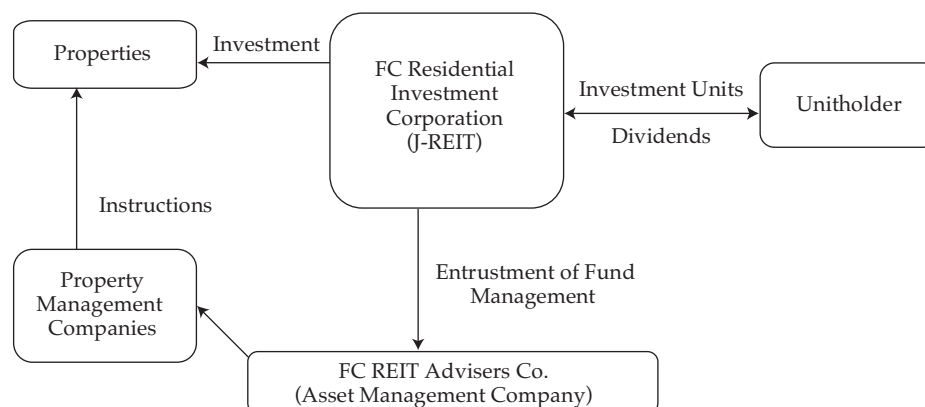 Properties
Investment
FC Residential
Investment
Corporation
(J-REIT)
Investment Units
Dividends
Unitholder
Instructions
Property
Management
Companies
Entrustment of Fund
Management
FC REIT Advisers Co.
(Asset Management Company)